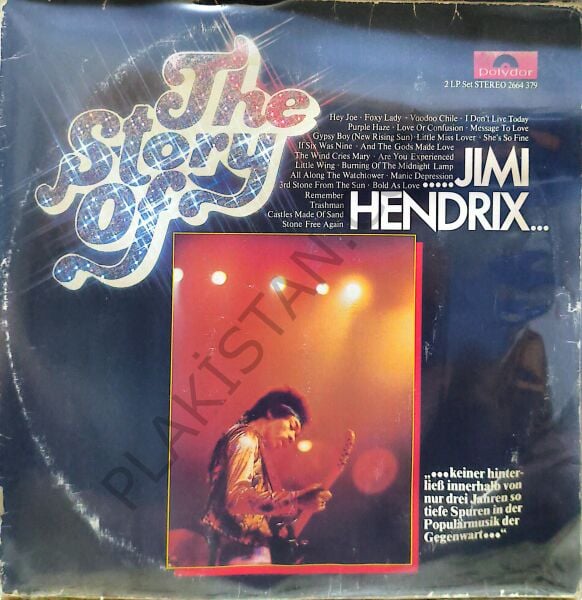 The
Story
Of
Polydor
2 LP Set STEREO 2664 379
Hey Joe · Foxy Lady · Voodoo Chile · I Don't Live Today
Purple Haze · Love Or Confusion · Message To Love
Gypsy Boy (New Rising Sun) · Little Miss Lover · She's So Fine
If Six Was Nine · And The Gods Made Love
The Wind Cries Mary · Are You Experienced
Little Wing · Burning Of The Midnight Lamp
All Along The Watchtower · Manic Depression
3rd Stone From The Sun · Bold As Love
Remember
Trashman
Castles Made Of Sand
Stone Free Again
.....JIMI
HENDRIX...
„...keiner hinter-
ließ innerhalb von
nur drei Jahren so
tiefe Spuren in der
Populärmusik der
Gegenwart..."
PLAKİSTAN.